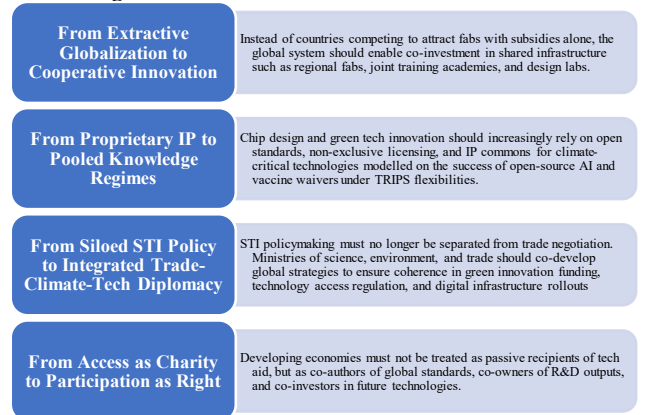 From Extractive
Globalization to
Cooperative Innovation
Instead of countries competing to attract fabs with subsidies alone, the
global system should enable co-investment in shared infrastructure
such as regional fabs, joint training academies, and design labs.
From Proprietary IP to
Pooled Knowledge
Regimes
Chip design and green tech innovation should increasingly rely on open
standards, non-exclusive licensing, and IP commons for climate-
critical technologies modelled on the success of open-source AI and
vaccine waivers under TRIPS flexibilities.
From Siloed STI Policy
to Integrated Trade-
Climate-Tech Diplomacy
STI policymaking must no longer be separated from trade negotiation.
Ministries of science, environment, and trade should co-develop
global strategies to ensure coherence in green innovation funding,
technology access regulation, and digital infrastructure rollouts
From Access as Charity
to Participation as Right
Developing economies must not be treated as passive recipients of tech
aid, but as co-authors of global standards, co-owners of R&D outputs,
and co-investors in future technologies.